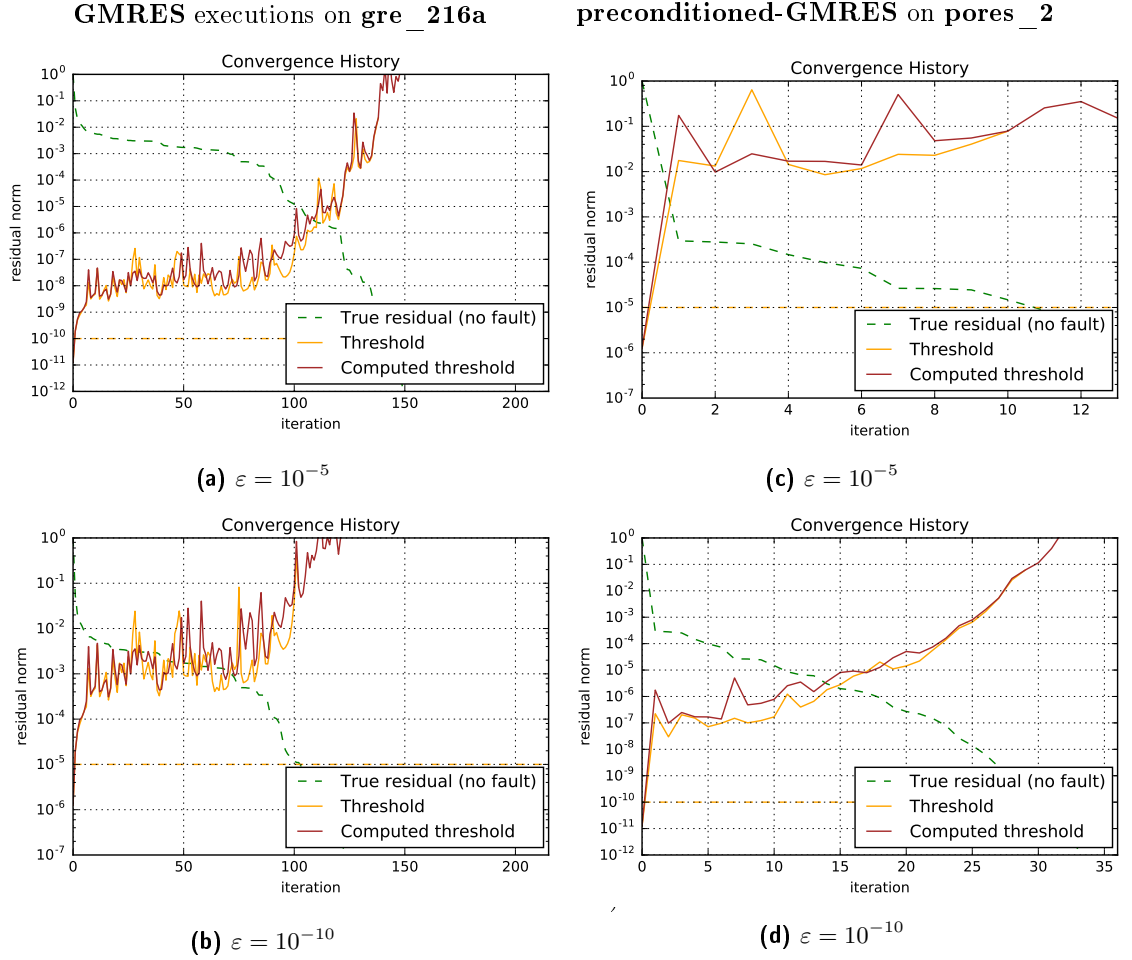 GMRES executions on gre_216a
Convergence History
10^0
10^-1
10^-2
10^-3
10^-4
10^-5
10^-6
10^-7
10^-8
10^-9
10^-10
10^-11
10^-12
residual norm
0 50 100 150 200
iteration
True residual (no fault)
Threshold
Computed threshold
(a) ε = 10^-5
preconditioned-GMRES on pores_2
Convergence History
10^0
10^-1
10^-2
10^-3
10^-4
10^-5
10^-6
10^-7
residual norm
0 2 4 6 8 10 12
iteration
True residual (no fault)
Threshold
Computed threshold
(c) ε = 10^-5
Convergence History
10^0
10^-1
10^-2
10^-3
10^-4
10^-5
10^-6
10^-7
residual norm
0 50 100 150 200
iteration
True residual (no fault)
Threshold
Computed threshold
(b) ε = 10^-10
Convergence History
10^0
10^-1
10^-2
10^-3
10^-4
10^-5
10^-6
10^-7
10^-8
10^-9
10^-10
10^-11
10^-12
residual norm
0 5 10 15 20 25 30 35
iteration
True residual (no fault)
Threshold
Computed threshold
,
(d) ε = 10^-10